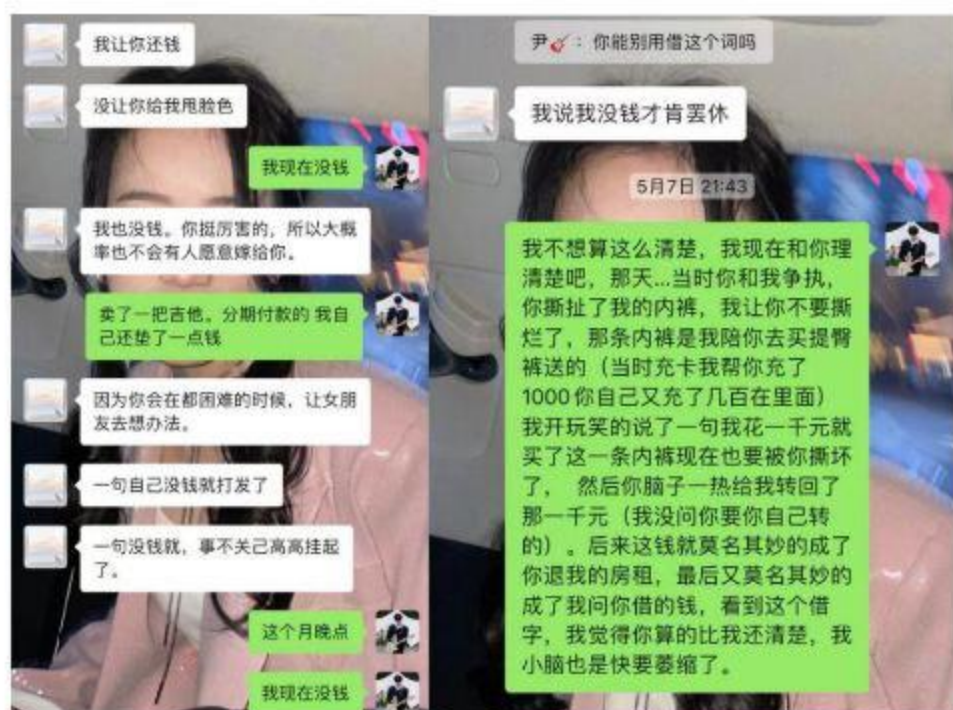 我让你还钱
没让你给我甩脸色
我现在没钱
我也没钱。你挺厉害的，所以大概
率也不会有人愿意嫁给你。
卖了一把吉他。分期付款的 我自
己还垫了一点钱
因为你会在都困难的时候，让女朋
友去想办法。
一句自己没钱就打发了
一句没钱就，事不关己高高挂起
了。
这个月晚点
我现在没钱
尹🎸：你能别用借这个词吗
我说我没钱才肯罢休
5月7日 21:43
我不想算这么清楚，我现在和你理
清楚吧，那天...当时你和我争执，
你撕扯了我的内裤，我让你不要撕
烂了，那条内裤是我陪你去买提臀
裤送的（当时充卡我帮你充了
1000你自己又充了几百在里面）
我开玩笑的说了一句我花一千元就
买了这一条内裤现在也要被你撕坏
了， 然后你脑子一热给我转回了
那一千元（我没问你要你自己转
的）。后来这钱就莫名其妙的成了
你退我的房租，最后又莫名其妙的
成了我问你借的钱，看到这个借
字，我觉得你算的比我还清楚，我
小脑也是快要萎缩了。